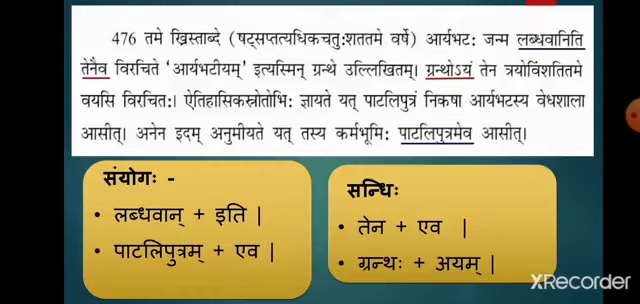 476 तमे ख्रिस्ताब्दे (षट्सप्तत्यधिकचतुःशततमे वर्षे) आर्यभटः जन्म लब्धवानिति
तेनैव विरचिते 'आर्यभटीयम्' इत्यस्मिन् ग्रन्थे उल्लिखितम्। ग्रन्थोऽयं तेन त्रयोविंशतितमे
वयसि विरचितः। ऐतिहासिकस्रोतोभिः ज्ञायते यत् पाटलिपुत्रं निकषा आर्यभटस्य वेधशाला
आसीत्। अनेन इदम् अनुमीयते यत् तस्य कर्मभूमिः पाटलिपुत्रमेव आसीत्।
संयोगः -
• लब्धवान् + इति |
• पाटलिपुत्रम् + एव |
सन्धिः
• तेन + एव |
• ग्रन्थः + अयम् |
XRecorder